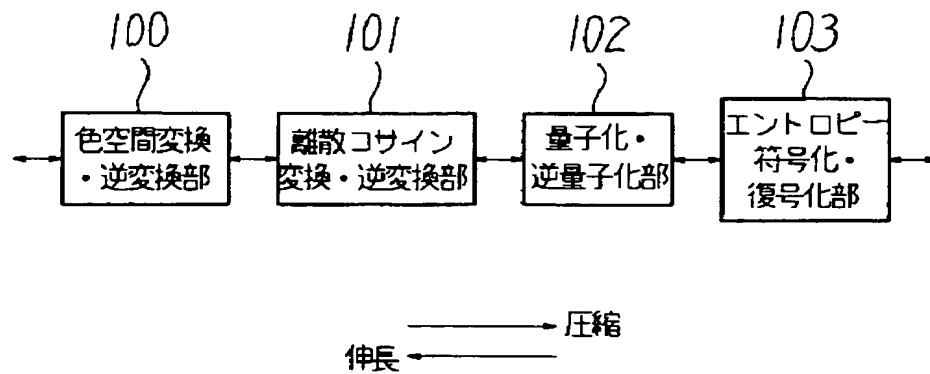 100
101
102
103
色空間変換
・逆変換部
離散コサイン
変換・逆変換部
量子化・
逆量子化部
エントロピー
符号化・
復号化部
圧縮
伸長